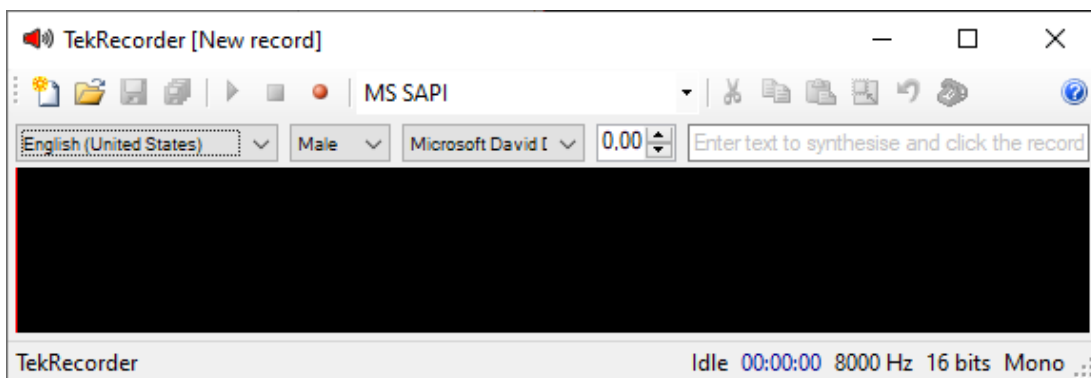 TekRecorder [New record]
MS SAPI
English (United States) Male Microsoft David D 0,00 Enter text to synthesise and click the record
TekRecorder Idle 00:00:00 8000 Hz 16 bits Mono